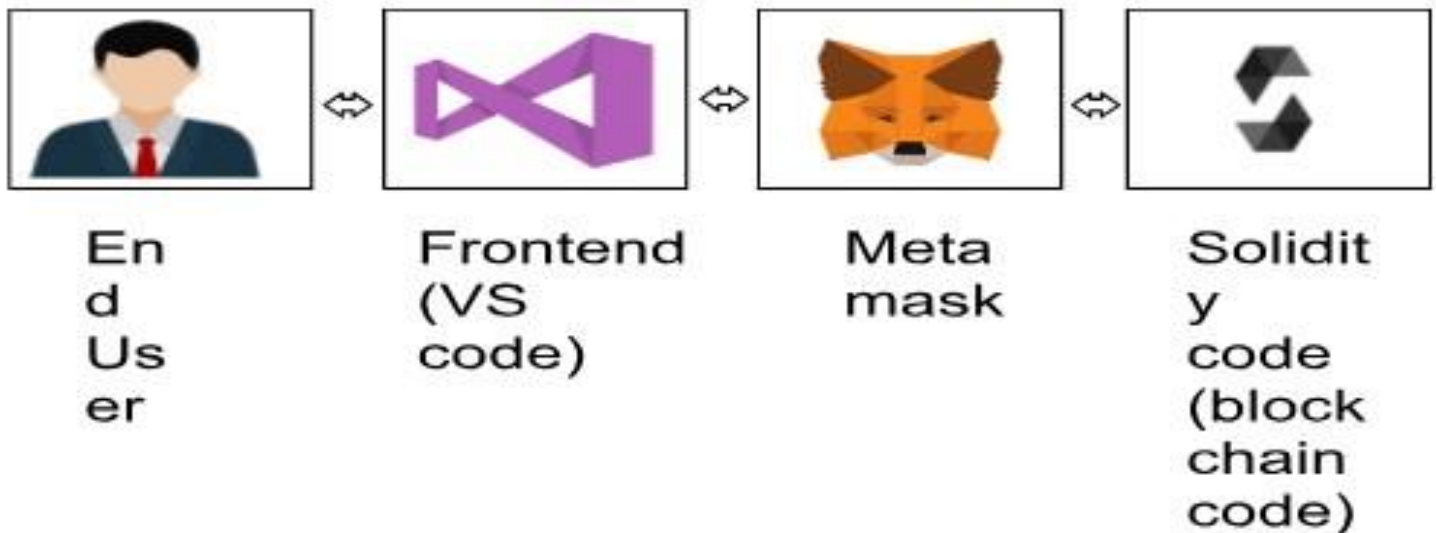 En
d
Us
er
Frontend
(VS
code)
Meta
mask
Solidit
y
code
(block
chain
code)